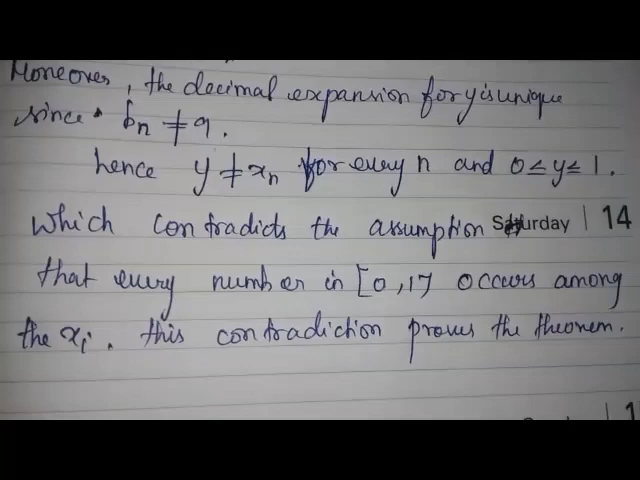 Moreover, the decimal expansion for y is unique
since bn ≠ 9.
hence y ≠ xn for every n and 0 ≤ y ≤ 1.
Which contradicts the assumption Saturday | 14
that every number in [0,1] occurs among
the xi. this contradiction proves the theorem.